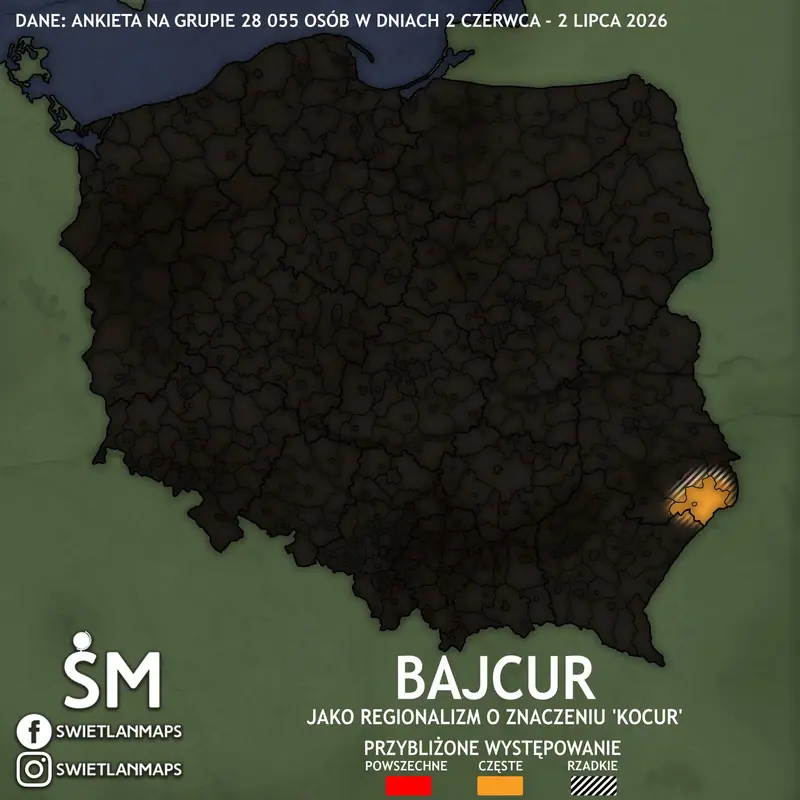 DANE: ANKIETA NA GRUPIE 28 055 OSÓB W DNIACH 2 CZERWCA - 2 LIPCA 2026
ŚM
SWIETLANMAPS
SWIETLANMAPS
BAJCUR
JAKO REGIONALIZM O ZNACZENIU 'KOCUR'
PRZYBLIŻONE WYSTĘPOWANIE
POWSZECHNE CZĘSTE RZADKIE